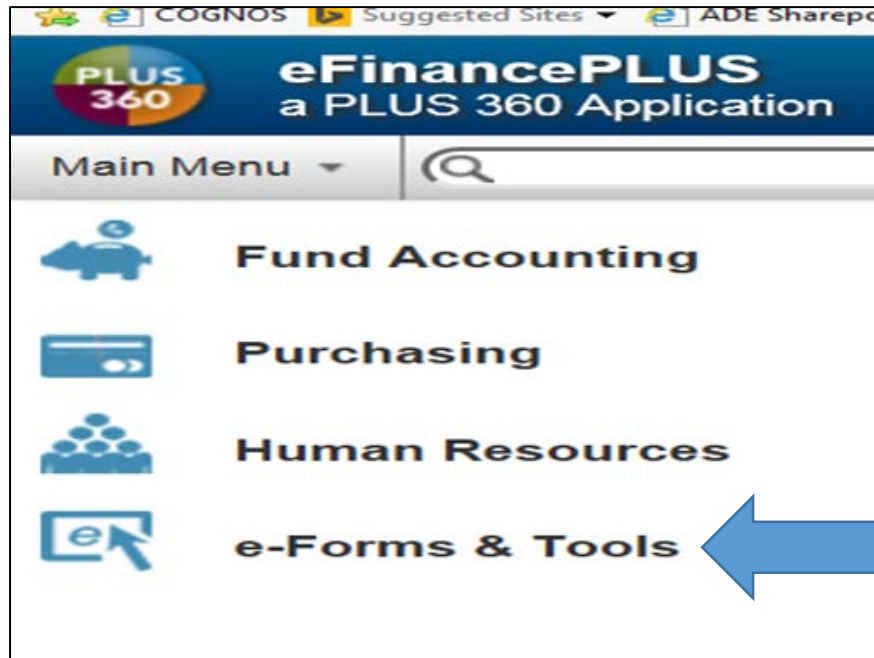 COGNOS Suggested Sites ADE Sharepo
PLUS
360
eFinancePLUS
a PLUS 360 Application
Main Menu
Fund Accounting
Purchasing
Human Resources
e
e-Forms & Tools